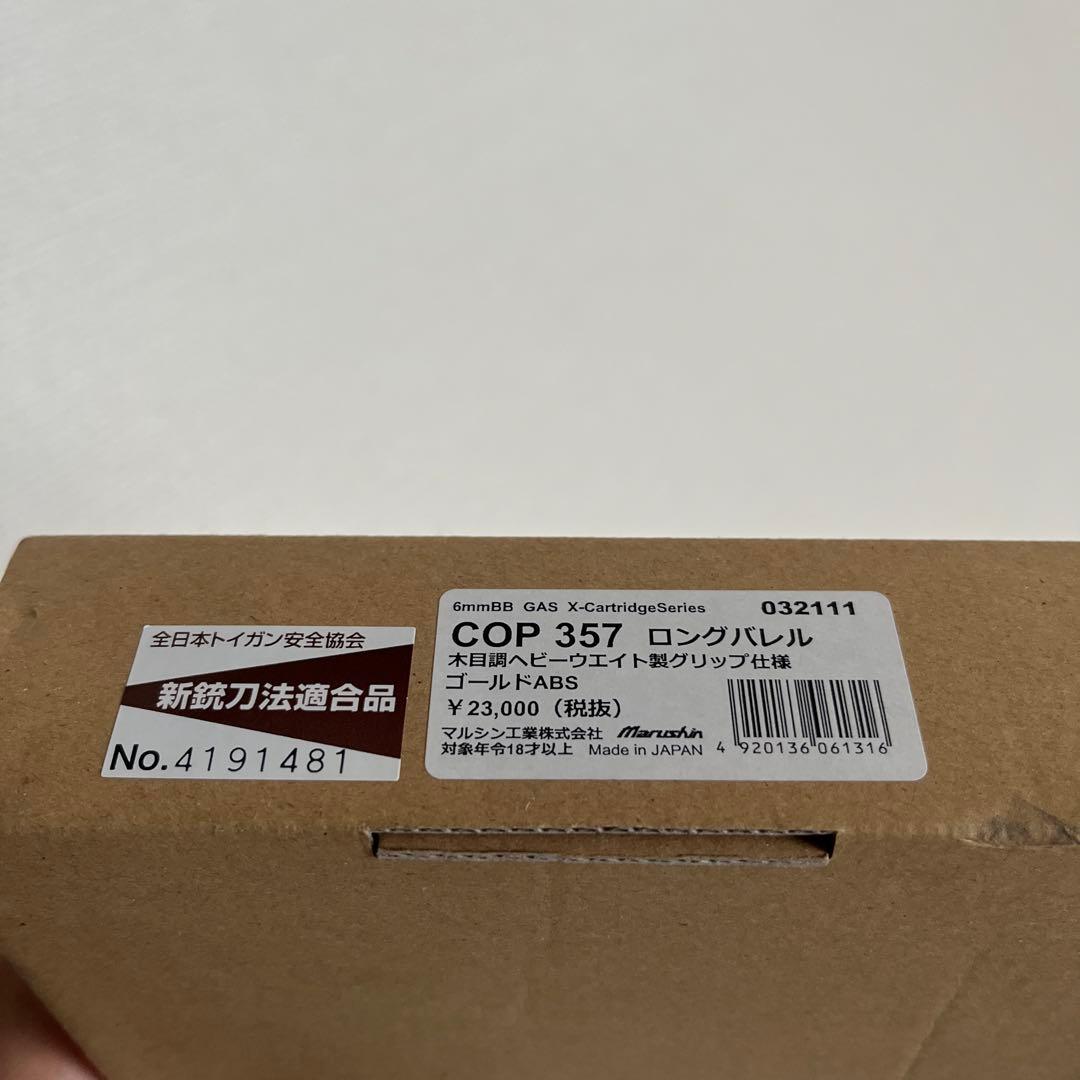 全日本トイガン安全協会
新銃刀法適合品
No.4191481
6mmBB GAS X-CartridgeSeries 032111
COP 357 ロングバレル
木目調ヘビーウエイト製グリップ仕様
ゴールドABS
¥23,000(税抜)
マルシン工業株式会社 Marushin
対象年令18才以上 Made in JAPAN
4 920136 061316